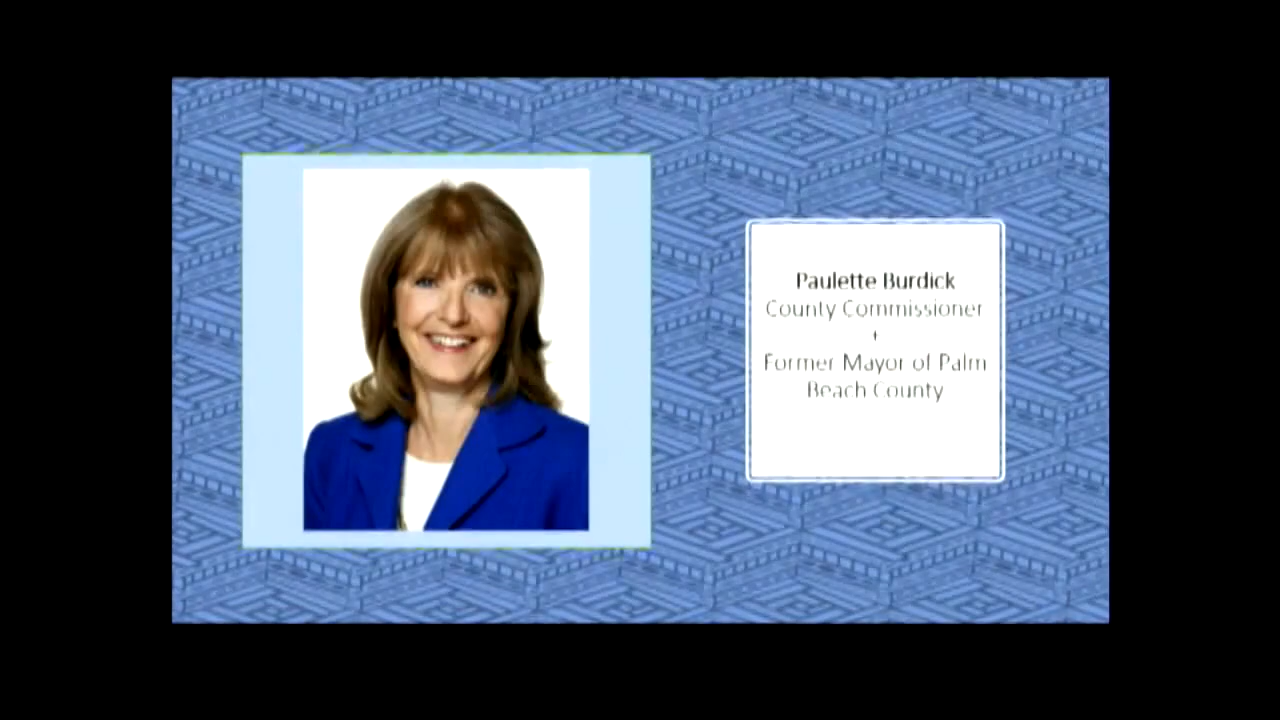 Paulette Burdick
County Commissioner
+
Former Mayor of Palm
Beach County